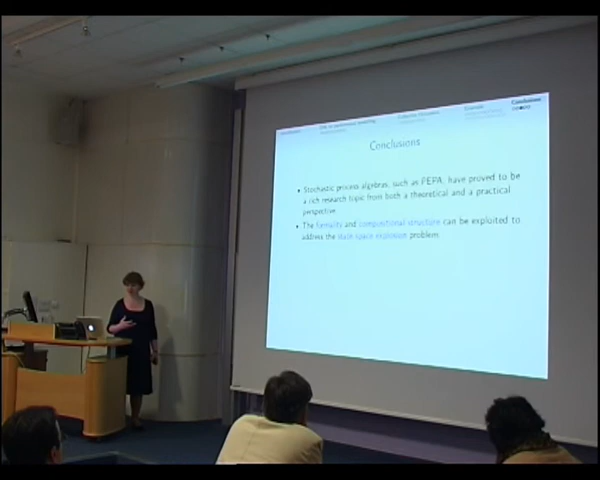 Conclusions
Conclusions
• Stochastic process algebras, such as PEPA, have proved to be
a rich research topic from both a theoretical and a practical
perspective.
• The formality and compositional structure can be exploited to
address the state space explosion problem.